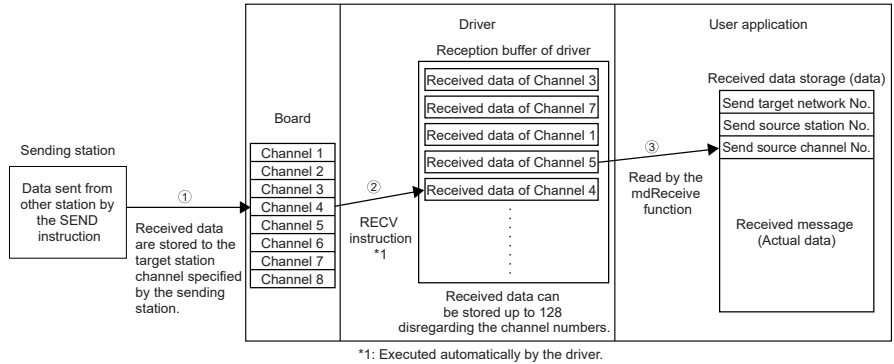 Driver
User application
Reception buffer of driver
Received data of Channel 3
Received data of Channel 7
Received data of Channel 1
Received data of Channel 5
Received data of Channel 4
Received data can
be stored up to 128
disregarding the channel numbers.
Board
Channel 1
Channel 2
Channel 3
Channel 4
Channel 5
Channel 6
Channel 7
Channel 8
Sending station
Data sent from
other station by
the SEND
instruction
①
Received data
are stored to the
target station
channel specified
by the sending
station.
②
RECV
instruction
*1
③
Read by the
mdReceive
function
Received data storage (data)
Send target network No.
Send source station No.
Send source channel No.
Received message
(Actual data)
*1: Executed automatically by the driver.